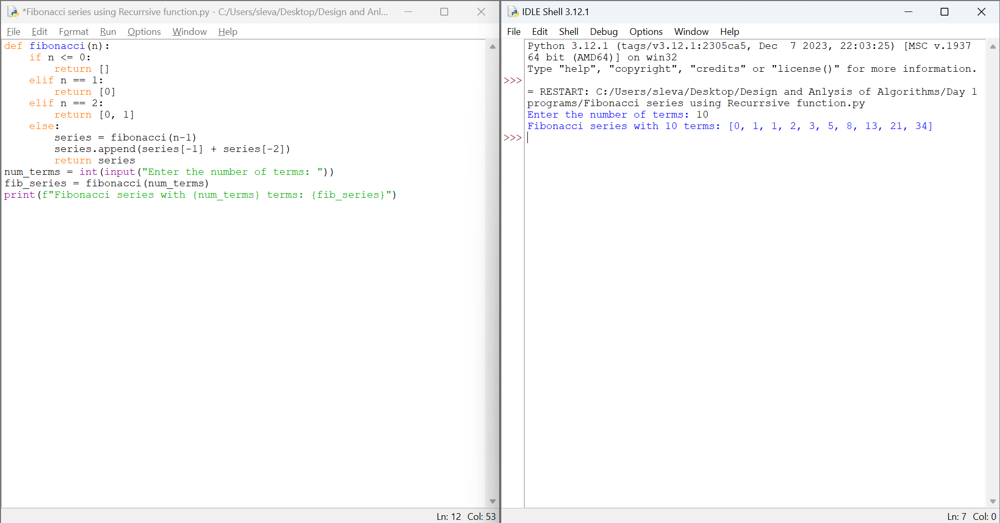 *Fibonacci series using Recurrsive function.py - C:/Users/sleva/Desktop/Design and Anl...
File Edit Format Run Options Window Help
def fibonacci(n):
    if n <= 0:
        return []
    elif n == 1:
        return [0]
    elif n == 2:
        return [0, 1]
    else:
        series = fibonacci(n-1)
        series.append(series[-1] + series[-2])
        return series
num_terms = int(input("Enter the number of terms: "))
fib_series = fibonacci(num_terms)
print(f"Fibonacci series with {num_terms} terms: {fib_series}")
Ln: 12 Col: 53
IDLE Shell 3.12.1
File Edit Shell Debug Options Window Help
Python 3.12.1 (tags/v3.12.1:2305ca5, Dec  7 2023, 22:03:25) [MSC v.1937
64 bit (AMD64)] on win32
Type "help", "copyright", "credits" or "license()" for more information.
>>>
= RESTART: C:/Users/sleva/Desktop/Design and Anlysis of Algorithms/Day 1
programs/Fibonacci series using Recurrsive function.py
Enter the number of terms: 10
Fibonacci series with 10 terms: [0, 1, 1, 2, 3, 5, 8, 13, 21, 34]
>>>
Ln: 7 Col: 0